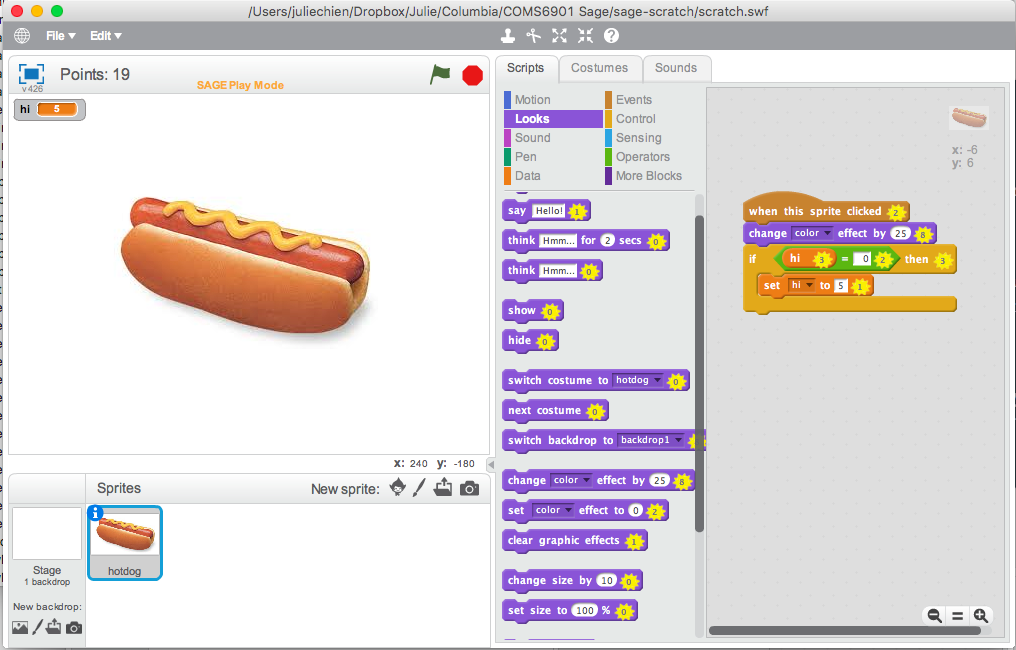 /Users/juliechien/Dropbox/Julie/Columbia/COMS6901 Sage/sage-scratch/scratch.swf
File Edit
v426
Points: 19
SAGE Play Mode
hi 5
x: 240 y: -180
Sprites
New sprite:
Stage
1 backdrop
New backdrop:
hotdog
Scripts Costumes Sounds
Motion Events
Looks Control
Sound Sensing
Pen Operators
Data More Blocks
say Hello! 1
think Hmm... for 2 secs 0
think Hmm... 0
show 0
hide 0
switch costume to hotdog 0
next costume 0
switch backdrop to backdrop1
change color effect by 25 8
set color effect to 0 2
clear graphic effects 1
change size by 10 0
set size to 100 % 0
x: -6
y: 6
when this sprite clicked 2
change color effect by 25 8
if hi 3 = 0 2 then 3
set hi to 5 1